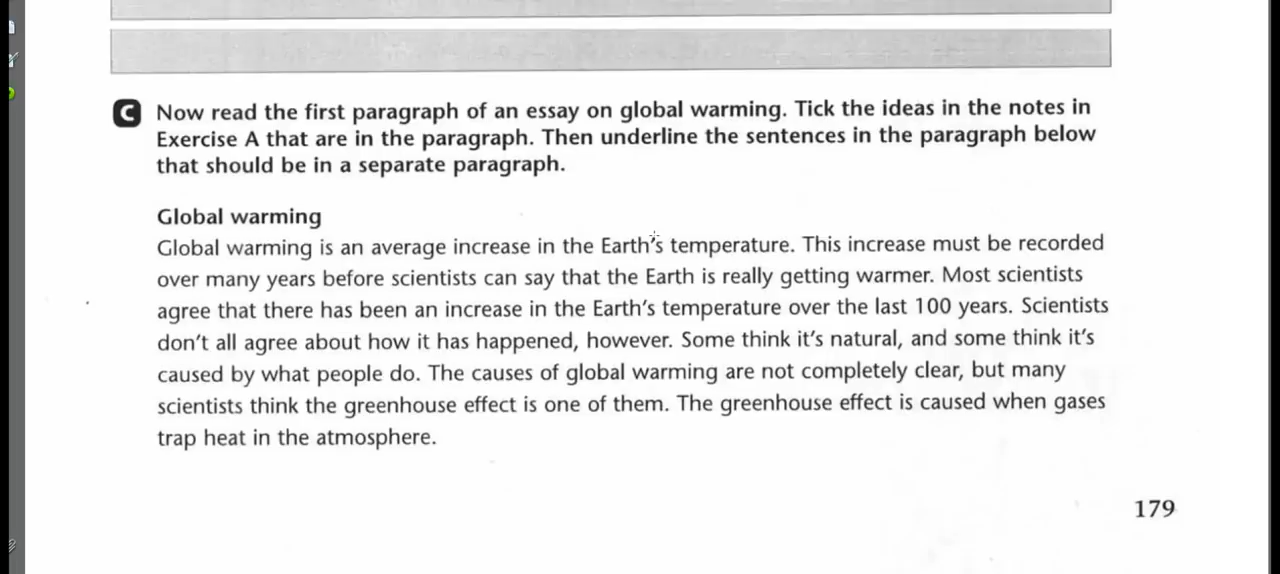 C Now read the first paragraph of an essay on global warming. Tick the ideas in the notes in
Exercise A that are in the paragraph. Then underline the sentences in the paragraph below
that should be in a separate paragraph.
Global warming
Global warming is an average increase in the Earth's temperature. This increase must be recorded
over many years before scientists can say that the Earth is really getting warmer. Most scientists
agree that there has been an increase in the Earth's temperature over the last 100 years. Scientists
don't all agree about how it has happened, however. Some think it's natural, and some think it's
caused by what people do. The causes of global warming are not completely clear, but many
scientists think the greenhouse effect is one of them. The greenhouse effect is caused when gases
trap heat in the atmosphere.
179